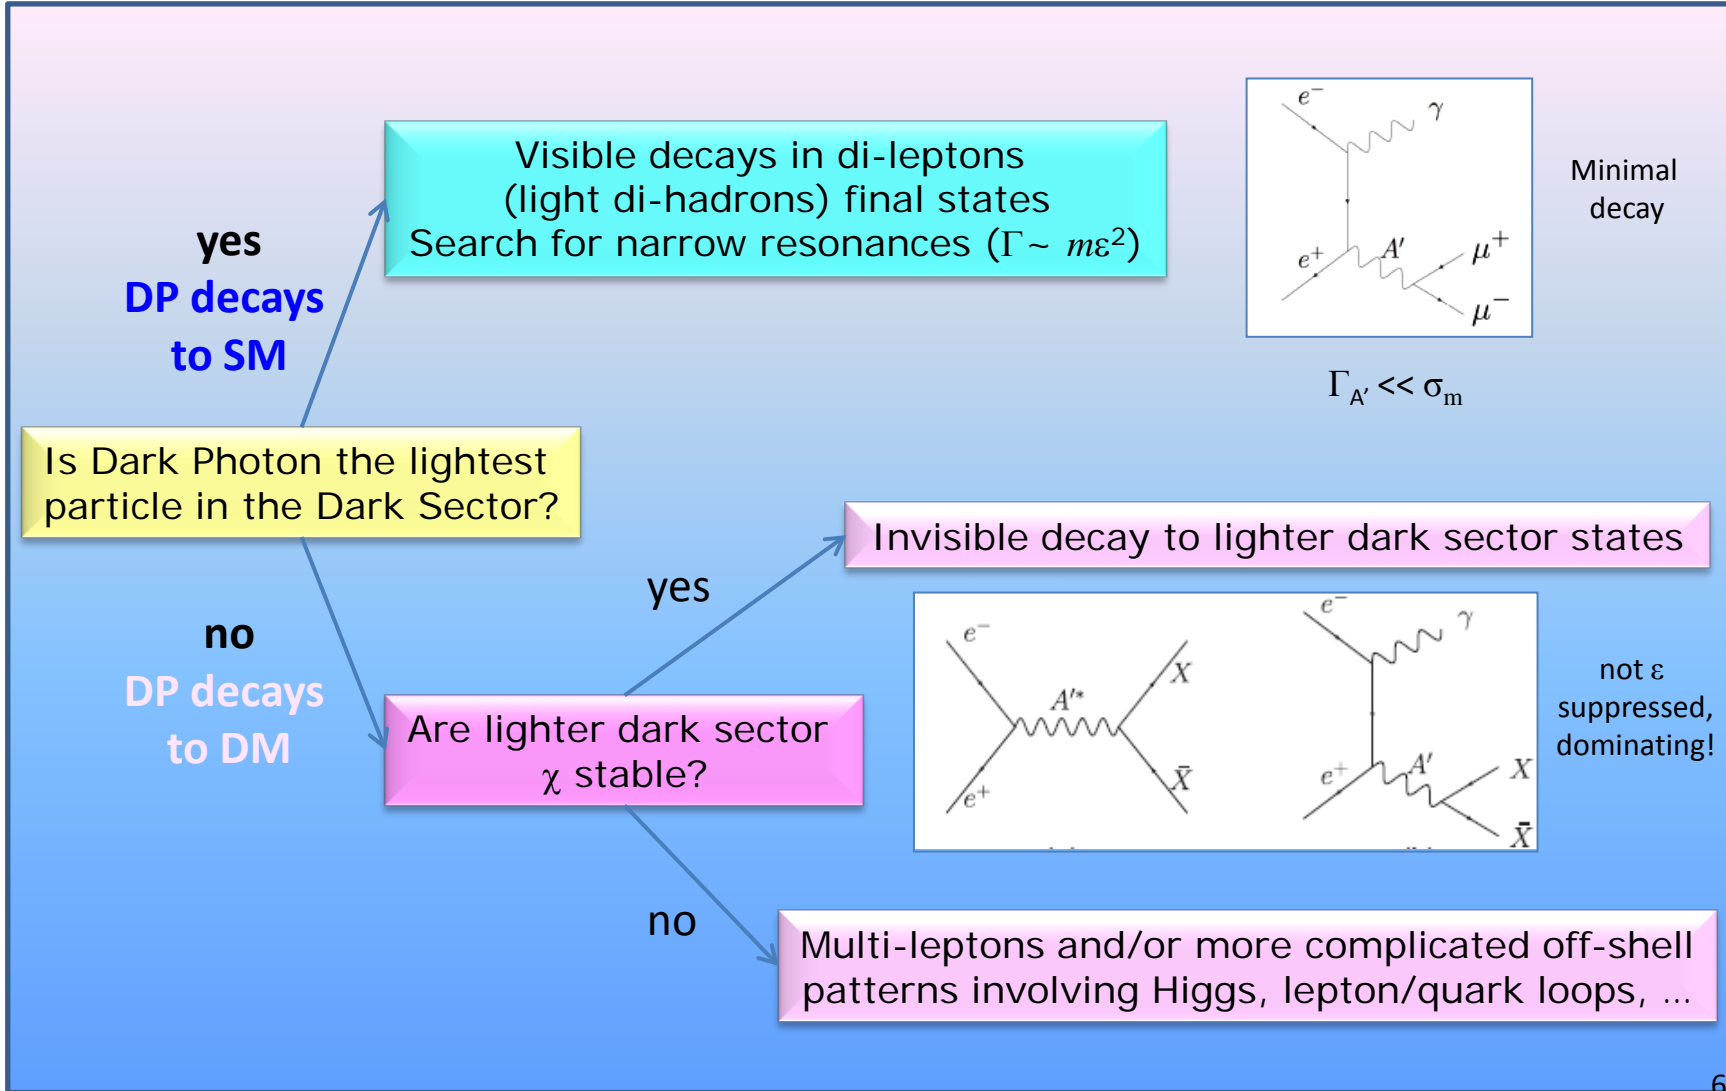 Visible decays in di-leptons
(light di-hadrons) final states
Search for narrow resonances (Γ ~ mε²)
e⁻
γ
e⁺
A′
μ⁺
μ⁻
Minimal
decay
Γ_A′ << σ_m
yes
DP decays
to SM
Is Dark Photon the lightest
particle in the Dark Sector?
no
DP decays
to DM
Are lighter dark sector
χ stable?
yes
Invisible decay to lighter dark sector states
e⁻
A′*
X
e⁺
X̄
e⁻
γ
e⁺
A′
X
X̄
not ε
suppressed,
dominating!
no
Multi-leptons and/or more complicated off-shell
patterns involving Higgs, lepton/quark loops, ...
6